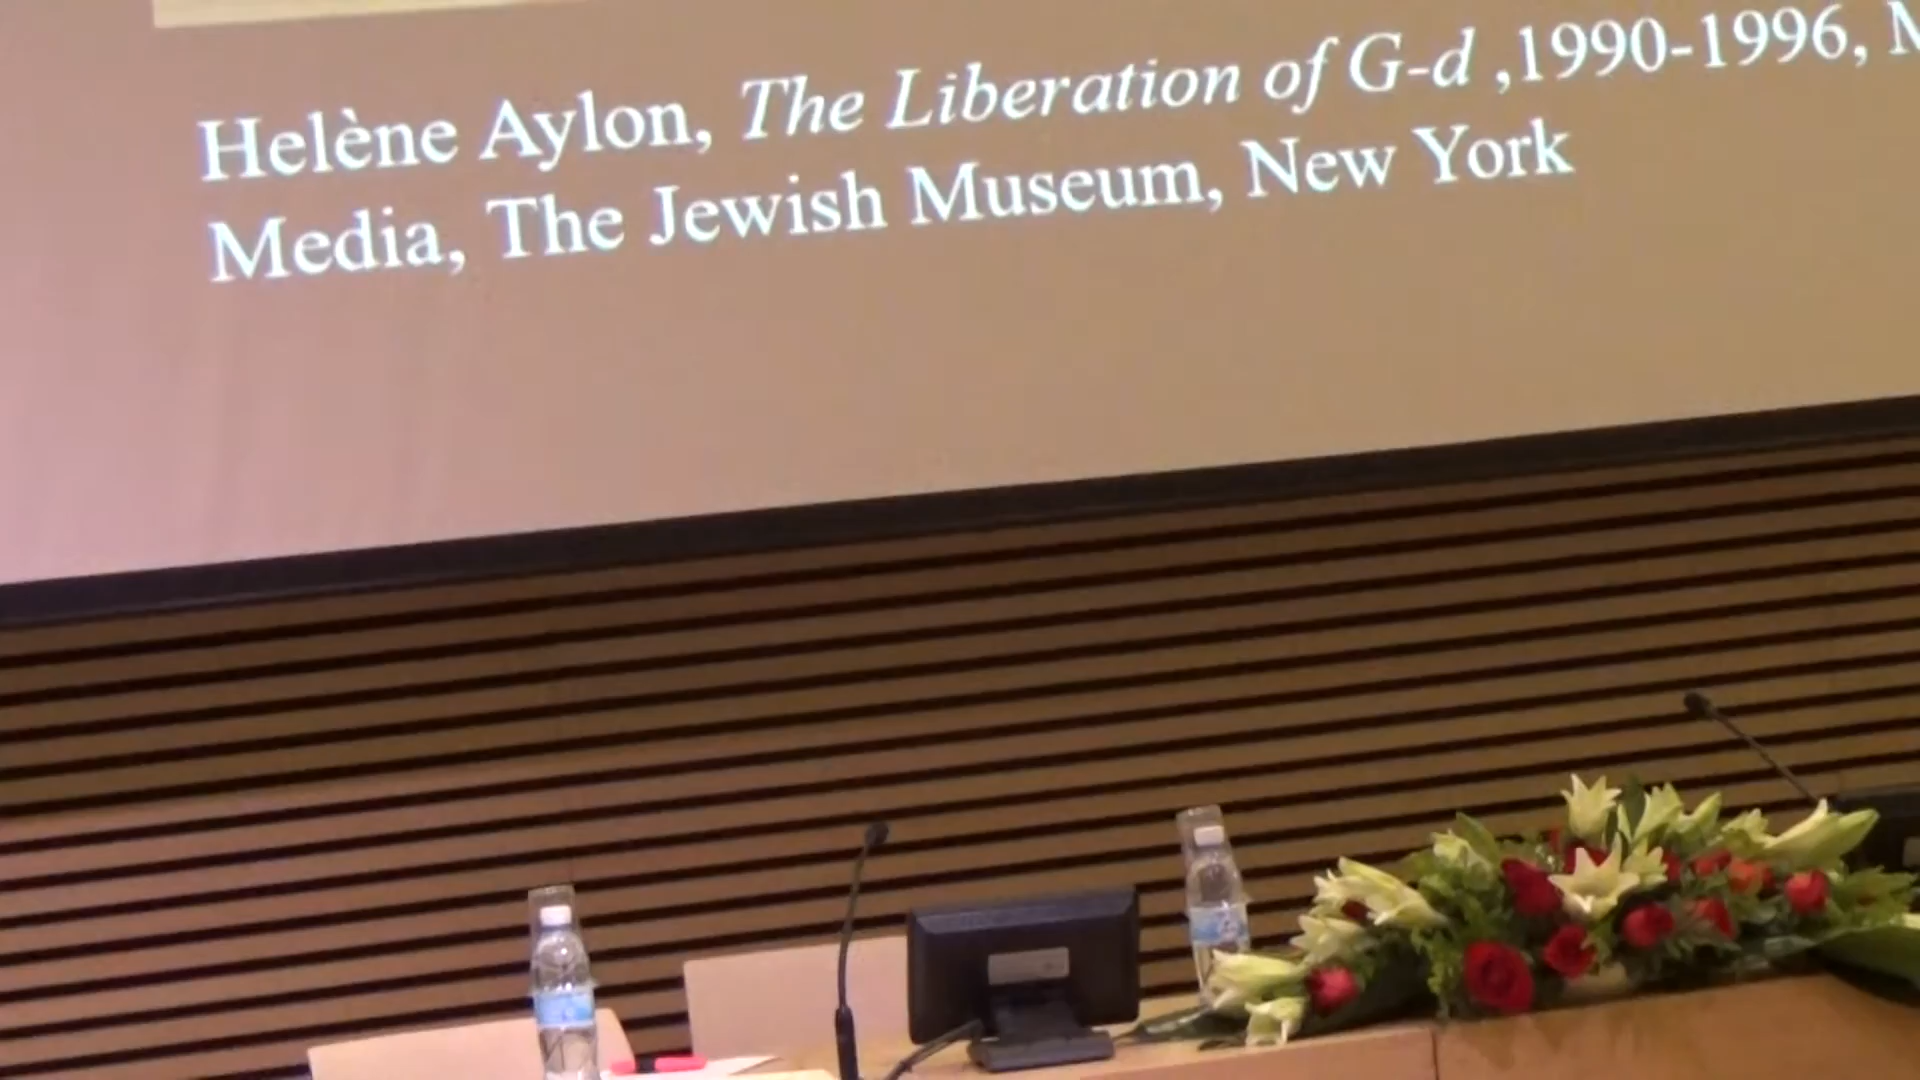 Helène Aylon, The Liberation of G-d ,1990-1996,
Media, The Jewish Museum, New York